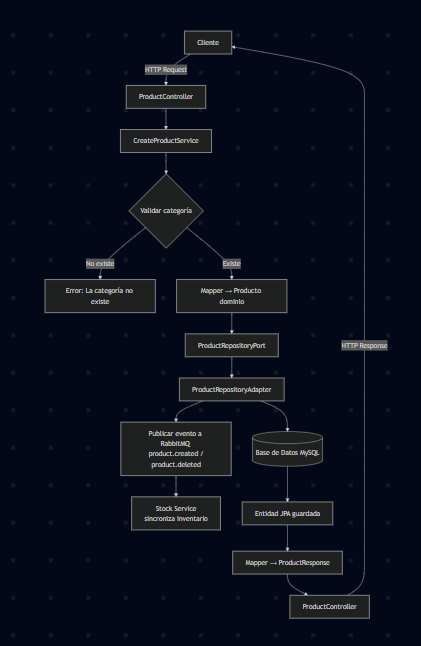 Cliente
HTTP Request
ProductController
CreateProductService
Validar categoría
No existe
Existe
Error: La categoría no
existe
Mapper → Producto
dominio
ProductRepositoryPort
HTTP Response
ProductRepositoryAdapter
Publicar evento a
RabbitMQ
product.created /
product.deleted
Base de Datos MySQL
Stock Service
sincroniza inventario
Entidad JPA guardada
Mapper → ProductResponse
ProductController